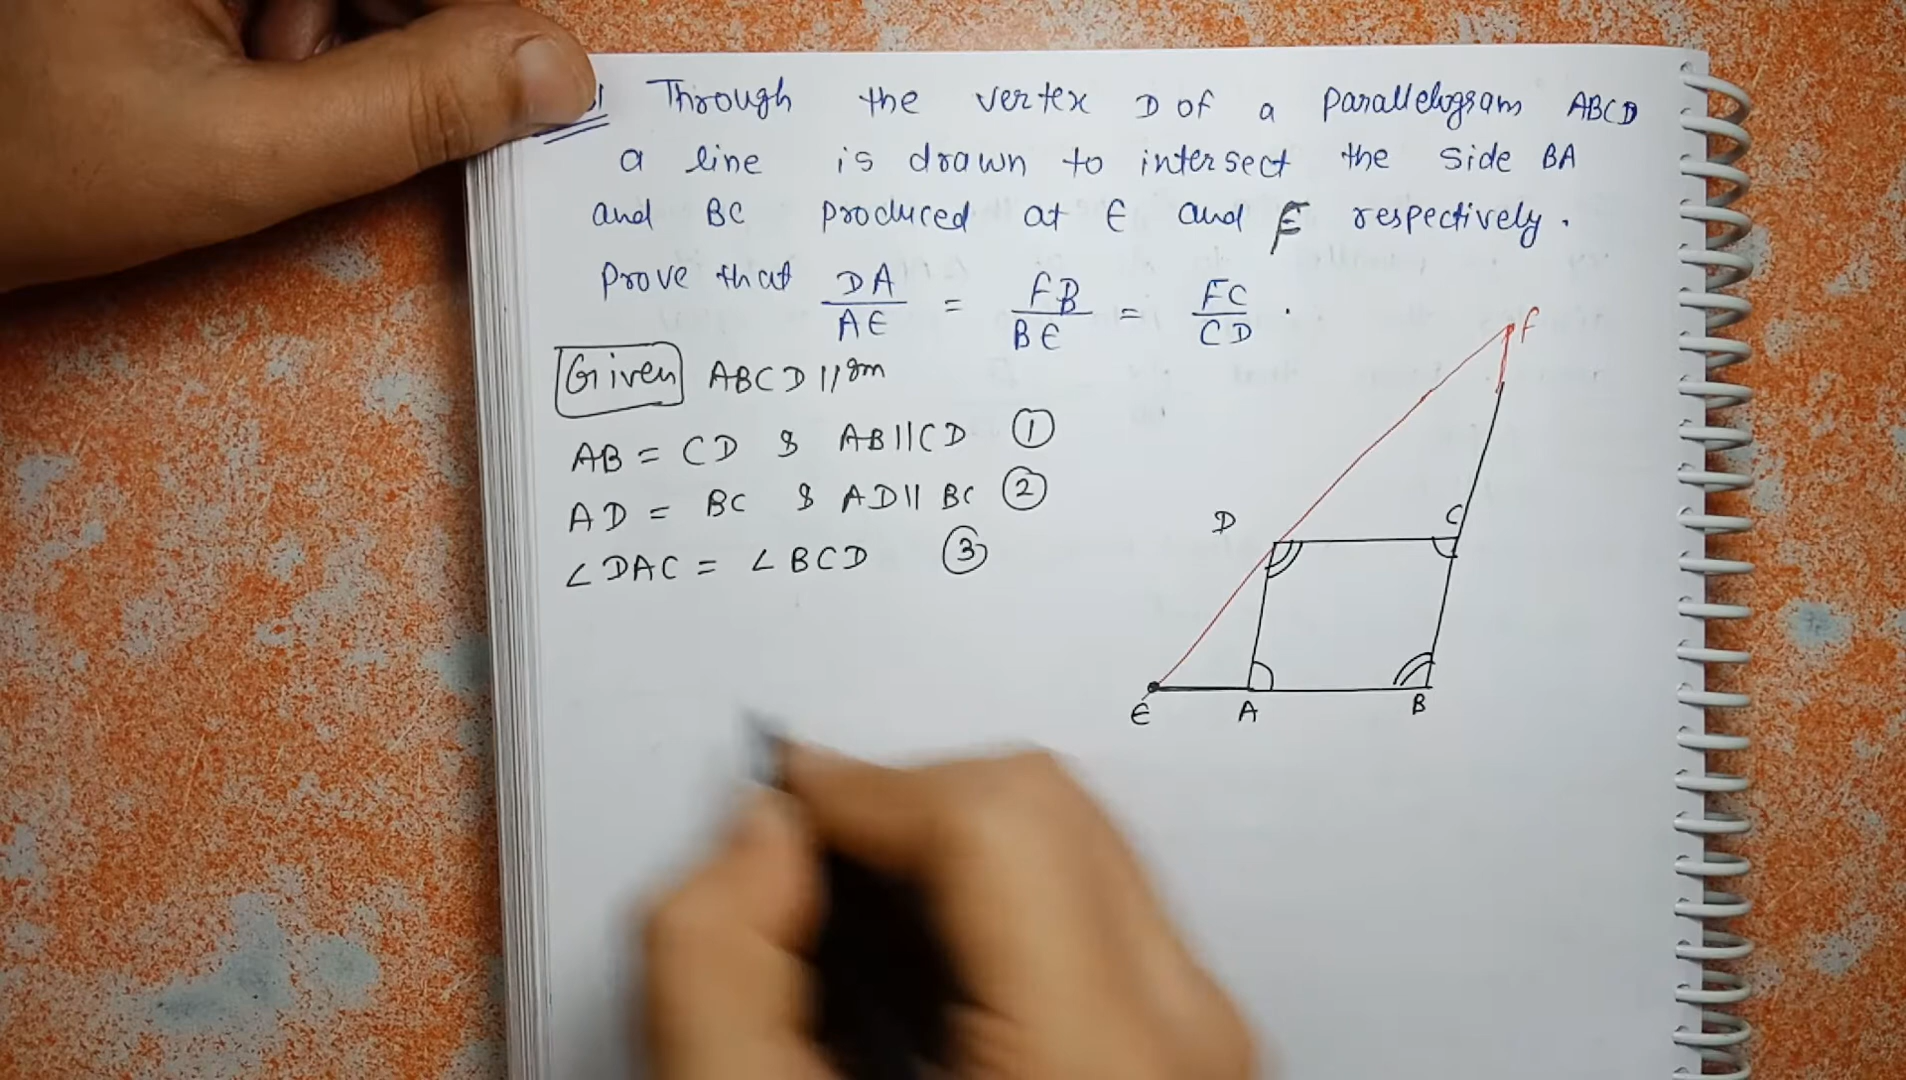 Through the vertex D of a parallelogram ABCD
a line is drawn to intersect the side BA
and BC produced at E and F respectively.
Prove that DA/AE = FB/BE = FC/CD .
Given ABCD ||gm
AB = CD & AB||CD ①
AD = BC & AD||BC ②
∠DAC = ∠BCD ③
F
D C
E A B